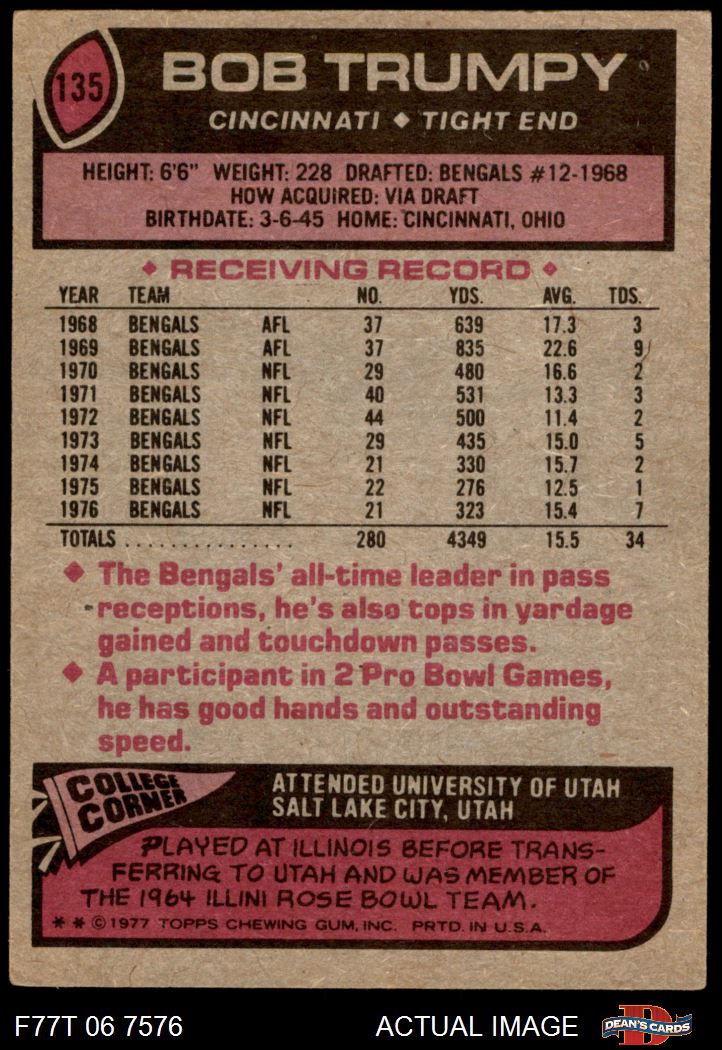 135
BOB TRUMPY
CINCINNATI ◆ TIGHT END
HEIGHT: 6'6" WEIGHT: 228 DRAFTED: BENGALS #12-1968
HOW ACQUIRED: VIA DRAFT
BIRTHDATE: 3-6-45 HOME: CINCINNATI, OHIO
◆ RECEIVING RECORD ◆
YEAR TEAM NO. YDS. AVG. TDS.
1968 BENGALS AFL 37 639 17.3 3
1969 BENGALS AFL 37 835 22.6 9
1970 BENGALS NFL 29 480 16.6 2
1971 BENGALS NFL 40 531 13.3 3
1972 BENGALS NFL 44 500 11.4 2
1973 BENGALS NFL 29 435 15.0 5
1974 BENGALS NFL 21 330 15.7 2
1975 BENGALS NFL 22 276 12.5 1
1976 BENGALS NFL 21 323 15.4 7
TOTALS . . . . . . . . . . . . . . . 280 4349 15.5 34
◆ The Bengals' all-time leader in pass
receptions, he's also tops in yardage
gained and touchdown passes.
◆ A participant in 2 Pro Bowl Games,
he has good hands and outstanding
speed.
COLLEGE
CORNER
ATTENDED UNIVERSITY OF UTAH
SALT LAKE CITY, UTAH
PLAYED AT ILLINOIS BEFORE TRANS-
FERRING TO UTAH AND WAS MEMBER OF
THE 1964 ILLINI ROSE BOWL TEAM.
* * © 1977 TOPPS CHEWING GUM, INC. PRTD. IN U.S.A.
F77T 06 7576 ACTUAL IMAGE D DEAN'S CARDS